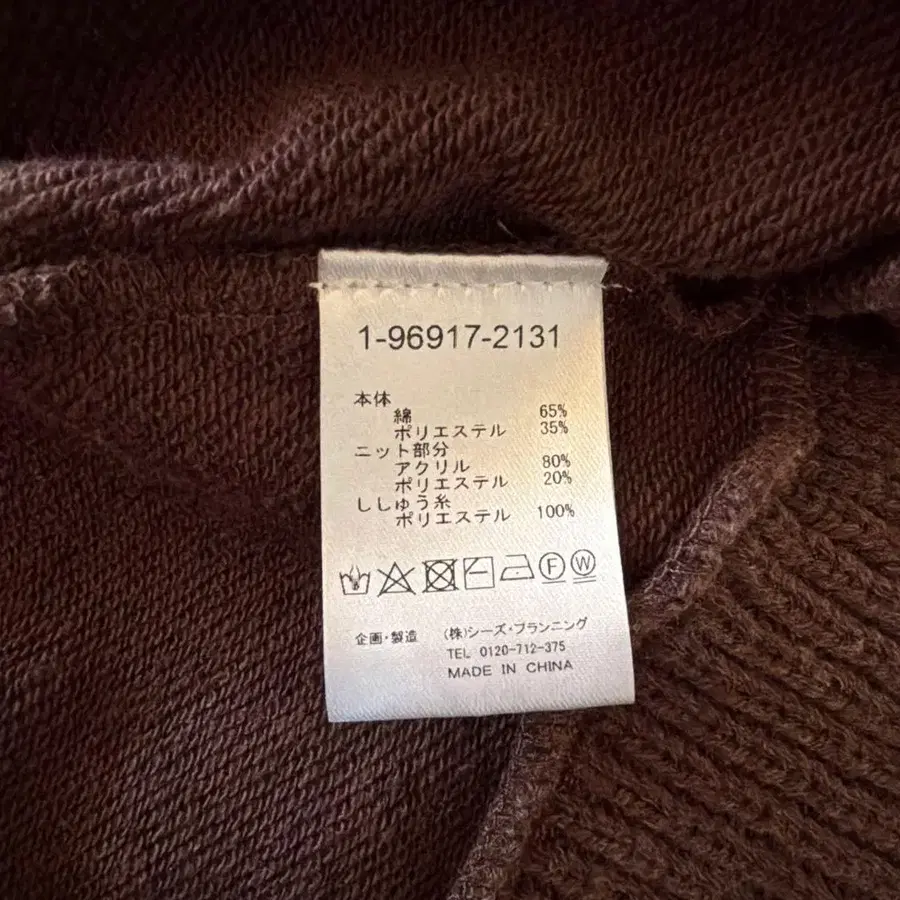 1-96917-2131
本体
綿 65%
ポリエステル 35%
ニット部分
アクリル 80%
ポリエステル 20%
ししゅう糸
ポリエステル 100%
F W
企画・製造 (株)シーズ・プランニング
TEL 0120-712-375
MADE IN CHINA